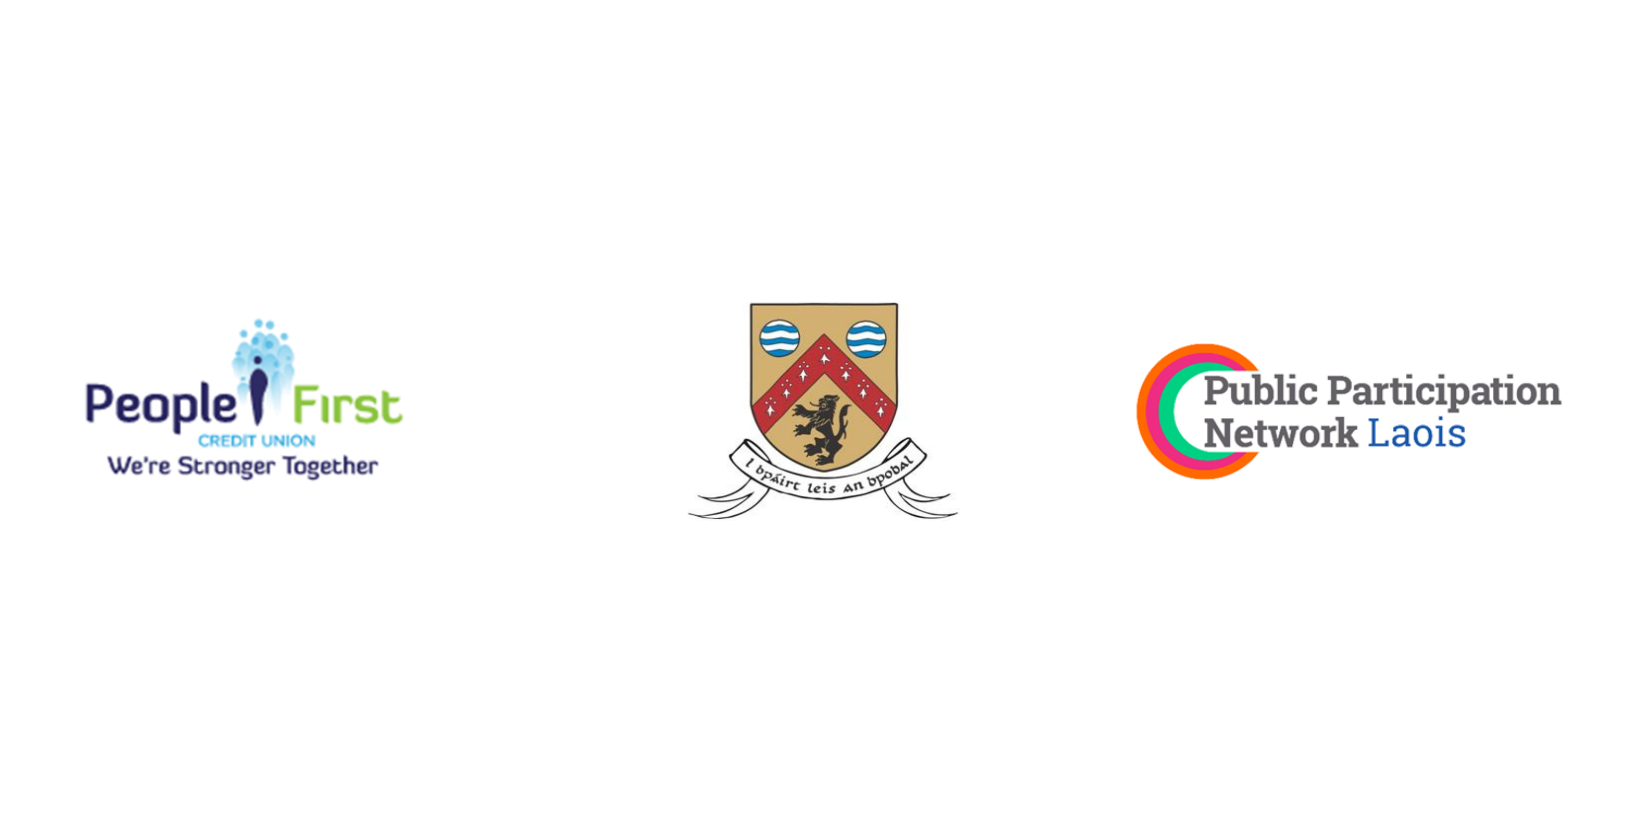 People First
CREDIT UNION
We're Stronger Together
I bpáirt leis an bpobal
Public Participation
Network Laois